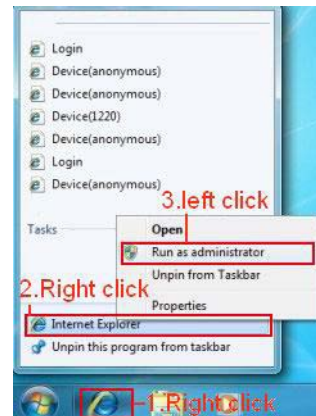 Login
Device(anonymous)
Device(anonymous)
Device(1220)
Device(anonymous)
Login
Device(anonymous)
3.left click
Tasks
Open
Run as administrator
Unpin from Taskbar
Properties
2.Right click
Internet Explorer
Unpin this program from taskbar
1.Right click